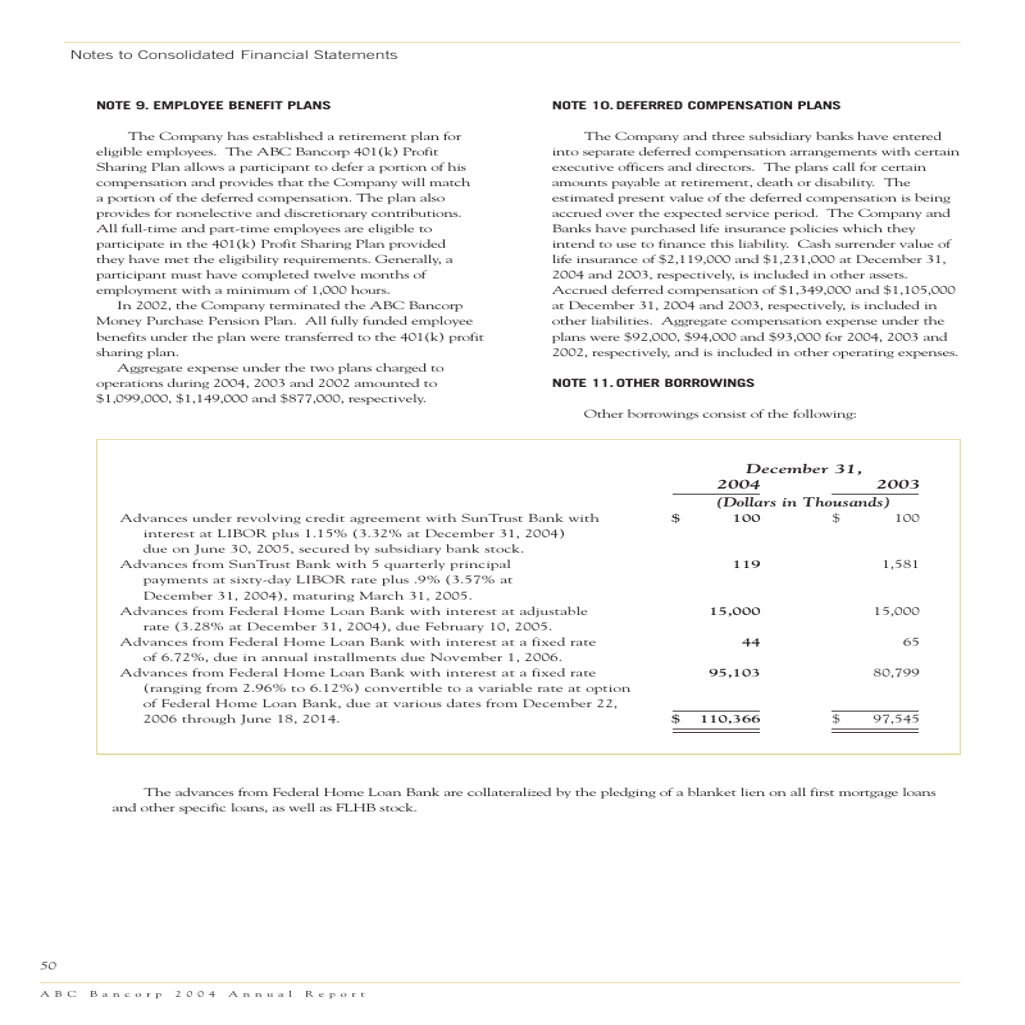 Notes to Consolidated Financial Statements
NOTE 9. EMPLOYEE BENEFIT PLANS
The Company has established a retirement plan for
eligible employees. The ABC Bancorp 401(k) Profit
Sharing Plan allows a participant to defer a portion of his
compensation and provides that the Company will match
a portion of the deferred compensation. The plan also
provides for nonelective and discretionary contributions.
All full-time and part-time employees are eligible to
participate in the 401(k) Profit Sharing Plan provided
they have met the eligibility requirements. Generally, a
participant must have completed twelve months of
employment with a minimum of 1,000 hours.
In 2002, the Company terminated the ABC Bancorp
Money Purchase Pension Plan. All fully funded employee
benefits under the plan were transferred to the 401(k) profit
sharing plan.
Aggregate expense under the two plans charged to
operations during 2004, 2003 and 2002 amounted to
$1,099,000, $1,149,000 and $877,000, respectively.
NOTE 10. DEFERRED COMPENSATION PLANS
The Company and three subsidiary banks have entered
into separate deferred compensation arrangements with certain
executive officers and directors. The plans call for certain
amounts payable at retirement, death or disability. The
estimated present value of the deferred compensation is being
accrued over the expected service period. The Company and
Banks have purchased life insurance policies which they
intend to use to finance this liability. Cash surrender value of
life insurance of $2,119,000 and $1,231,000 at December 31,
2004 and 2003, respectively, is included in other assets.
Accrued deferred compensation of $1,349,000 and $1,105,000
at December 31, 2004 and 2003, respectively, is included in
other liabilities. Aggregate compensation expense under the
plans were $92,000, $94,000 and $93,000 for 2004, 2003 and
2002, respectively, and is included in other operating expenses.
NOTE 11. OTHER BORROWINGS
Other borrowings consist of the following:
December 31,
2004 2003
(Dollars in Thousands)
Advances under revolving credit agreement with SunTrust Bank with $ 100 $ 100
interest at LIBOR plus 1.15% (3.32% at December 31, 2004)
due on June 30, 2005, secured by subsidiary bank stock.
Advances from SunTrust Bank with 5 quarterly principal 119 1,581
payments at sixty-day LIBOR rate plus .9% (3.57% at
December 31, 2004), maturing March 31, 2005.
Advances from Federal Home Loan Bank with interest at adjustable 15,000 15,000
rate (3.28% at December 31, 2004), due February 10, 2005.
Advances from Federal Home Loan Bank with interest at a fixed rate 44 65
of 6.72%, due in annual installments due November 1, 2006.
Advances from Federal Home Loan Bank with interest at a fixed rate 95,103 80,799
(ranging from 2.96% to 6.12%) convertible to a variable rate at option
of Federal Home Loan Bank, due at various dates from December 22,
2006 through June 18, 2014. $ 110,366 $ 97,545
The advances from Federal Home Loan Bank are collateralized by the pledging of a blanket lien on all first mortgage loans
and other specific loans, as well as FLHB stock.
50
ABC Bancorp 2004 Annual Report